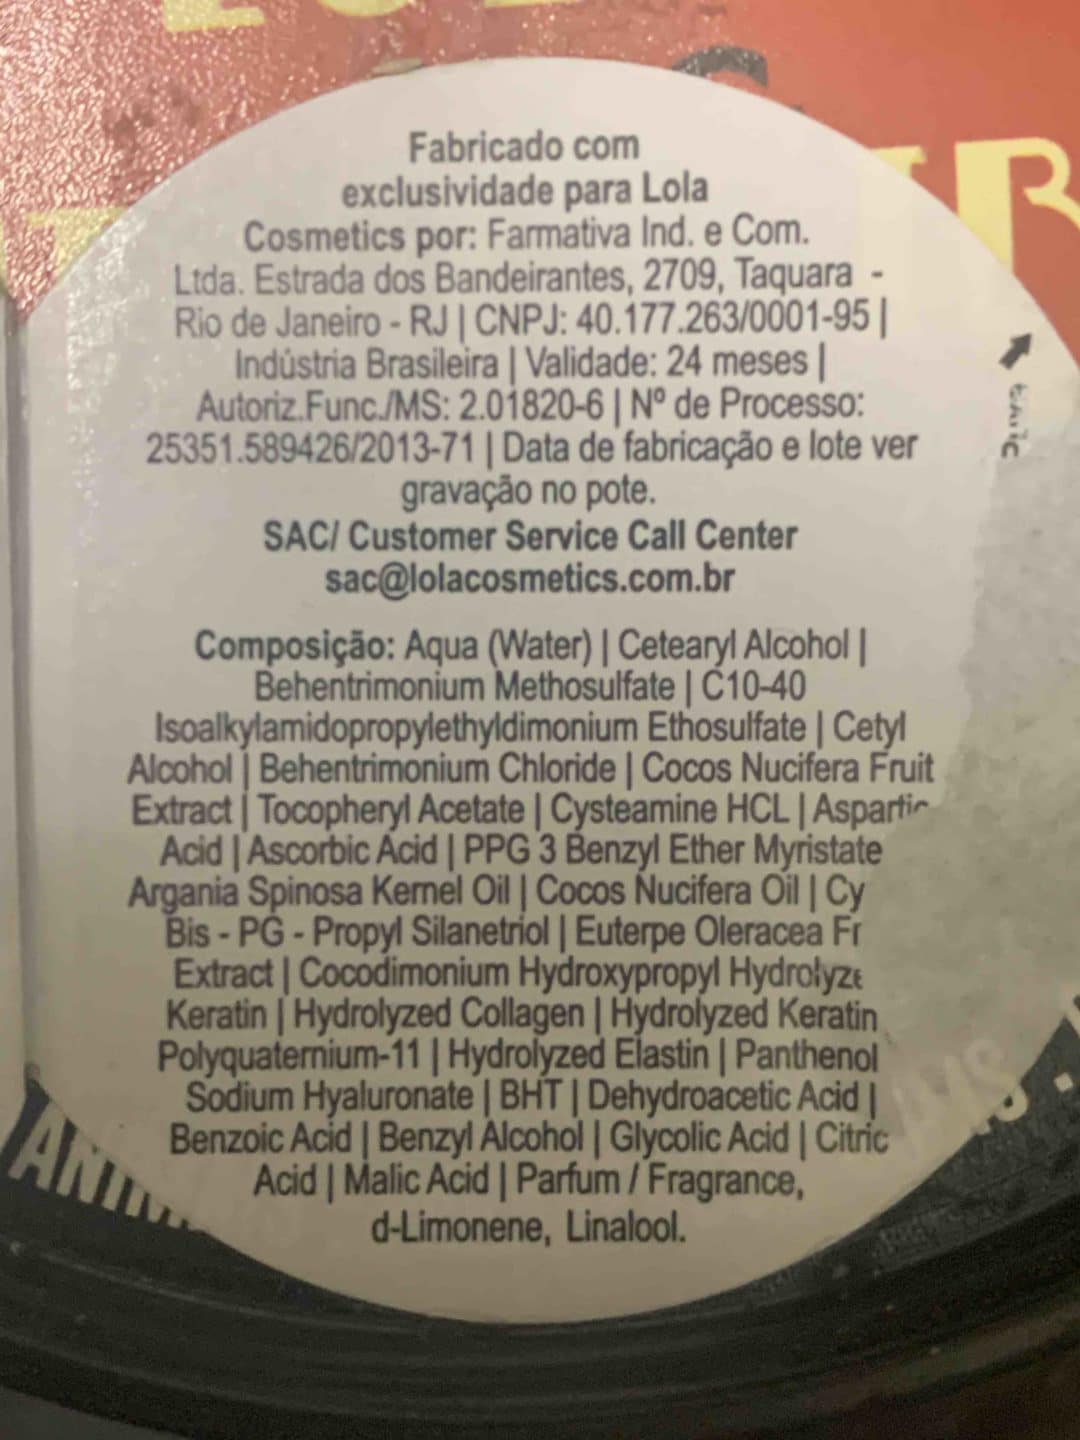 Fabricado com
exclusividade para Lola
Cosmetics por: Farmativa Ind. e Com.
Ltda. Estrada dos Bandeirantes, 2709, Taquara -
Rio de Janeiro - RJ | CNPJ: 40.177.263/0001-95 |
Indústria Brasileira | Validade: 24 meses |
Autoriz.Func./MS: 2.01820-6 | Nº de Processo:
25351.589426/2013-71 | Data de fabricação e lote ver
gravação no pote.
SAC/ Customer Service Call Center
sac@lolacosmetics.com.br
Composição: Aqua (Water) | Cetearyl Alcohol |
Behentrimonium Methosulfate | C10-40
Isoalkylamidopropylethyldimonium Ethosulfate | Cetyl
Alcohol | Behentrimonium Chloride | Cocos Nucifera Fruit
Extract | Tocopheryl Acetate | Cysteamine HCL | Aspartic
Acid | Ascorbic Acid | PPG 3 Benzyl Ether Myristate
Argania Spinosa Kernel Oil | Cocos Nucifera Oil | Cy
Bis - PG - Propyl Silanetriol | Euterpe Oleracea Fr
Extract | Cocodimonium Hydroxypropyl Hydrolyze
Keratin | Hydrolyzed Collagen | Hydrolyzed Keratin
Polyquaternium-11 | Hydrolyzed Elastin | Panthenol
Sodium Hyaluronate | BHT | Dehydroacetic Acid |
Benzoic Acid | Benzyl Alcohol | Glycolic Acid | Citric
Acid | Malic Acid | Parfum / Fragrance,
d-Limonene, Linalool.